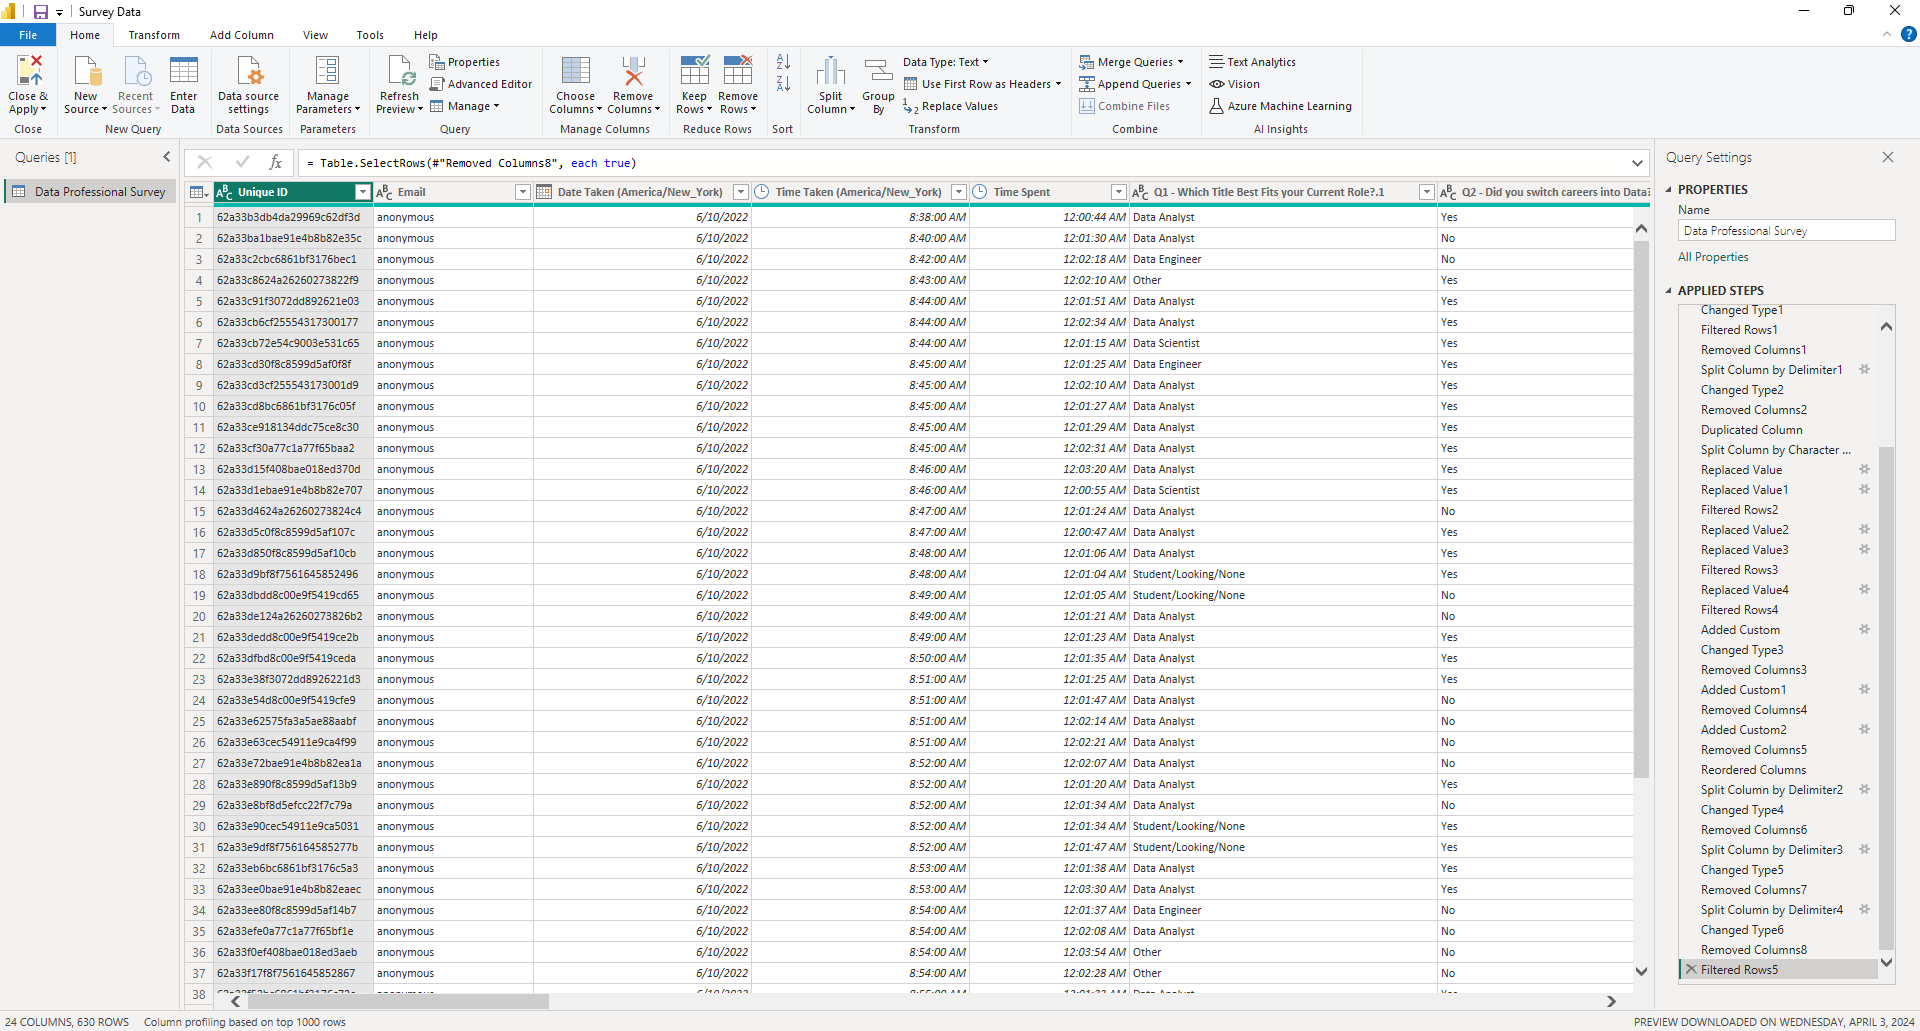 Survey Data
File Home Transform Add Column View Tools Help
Close & Apply
New Source
Recent Sources
Enter Data
Data source settings
Manage Parameters
Refresh Preview
Properties
Advanced Editor
Manage
Choose Columns
Remove Columns
Keep Rows
Remove Rows
Split Column
Group By
Data Type: Text
Use First Row as Headers
Replace Values
Merge Queries
Append Queries
Combine Files
Text Analytics
Vision
Azure Machine Learning
Close New Query Data Sources Parameters Query Manage Columns Reduce Rows Sort Transform Combine AI Insights
Queries [1]
Data Professional Survey
= Table.SelectRows(#"Removed Columns8", each true)
Unique ID Email Date Taken (America/New_York) Time Taken (America/New_York) Time Spent Q1 - Which Title Best Fits your Current Role?.1 Q2 - Did you switch careers into Data?
1 62a33b3db4da29969c62df3d anonymous 6/10/2022 8:38:00 AM 12:00:44 AM Data Analyst Yes
2 62a33ba1bae91e4b8b82e35c anonymous 6/10/2022 8:40:00 AM 12:01:30 AM Data Analyst No
3 62a33c2cbc6861bf3176bec1 anonymous 6/10/2022 8:42:00 AM 12:02:18 AM Data Engineer No
4 62a33c8624a26260273822f9 anonymous 6/10/2022 8:43:00 AM 12:02:10 AM Other Yes
5 62a33c91f3072dd892621e03 anonymous 6/10/2022 8:44:00 AM 12:01:51 AM Data Analyst Yes
6 62a33cb6cf25554317300177 anonymous 6/10/2022 8:44:00 AM 12:02:34 AM Data Analyst Yes
7 62a33cb72e54c9003e531c65 anonymous 6/10/2022 8:44:00 AM 12:01:15 AM Data Scientist Yes
8 62a33cd30f8c8599d5af0f8f anonymous 6/10/2022 8:45:00 AM 12:01:25 AM Data Engineer Yes
9 62a33cd3cf255543173001d9 anonymous 6/10/2022 8:45:00 AM 12:02:10 AM Data Analyst Yes
10 62a33cd8bc6861bf3176c05f anonymous 6/10/2022 8:45:00 AM 12:01:27 AM Data Analyst Yes
11 62a33ce918134ddc75ce8c30 anonymous 6/10/2022 8:45:00 AM 12:01:29 AM Data Analyst Yes
12 62a33cf30a77c1a77f65baa2 anonymous 6/10/2022 8:45:00 AM 12:02:31 AM Data Analyst Yes
13 62a33d15f408bae018ed370d anonymous 6/10/2022 8:46:00 AM 12:03:20 AM Data Analyst Yes
14 62a33d1ebae91e4b8b82e707 anonymous 6/10/2022 8:46:00 AM 12:00:55 AM Data Scientist Yes
15 62a33d4624a26260273824c4 anonymous 6/10/2022 8:47:00 AM 12:01:24 AM Data Analyst No
16 62a33d5c0f8c8599d5af107c anonymous 6/10/2022 8:47:00 AM 12:00:47 AM Data Analyst Yes
17 62a33d850f8c8599d5af10cb anonymous 6/10/2022 8:48:00 AM 12:01:06 AM Data Analyst Yes
18 62a33d9bf8f7561645852496 anonymous 6/10/2022 8:48:00 AM 12:01:04 AM Student/Looking/None Yes
19 62a33dbdd8c00e9f5419cd65 anonymous 6/10/2022 8:49:00 AM 12:01:05 AM Student/Looking/None No
20 62a33de124a26260273826b2 anonymous 6/10/2022 8:49:00 AM 12:01:21 AM Data Analyst No
21 62a33dedd8c00e9f5419ce2b anonymous 6/10/2022 8:49:00 AM 12:01:23 AM Data Analyst Yes
22 62a33dfbd8c00e9f5419ceda anonymous 6/10/2022 8:50:00 AM 12:01:35 AM Data Analyst Yes
23 62a33e38f3072dd8926221d3 anonymous 6/10/2022 8:51:00 AM 12:01:25 AM Data Analyst Yes
24 62a33e54d8c00e9f5419cfe9 anonymous 6/10/2022 8:51:00 AM 12:01:47 AM Data Analyst No
25 62a33e62575fa3a5ae88aabf anonymous 6/10/2022 8:51:00 AM 12:02:14 AM Data Analyst No
26 62a33e63cec54911e9ca4f99 anonymous 6/10/2022 8:51:00 AM 12:02:21 AM Data Analyst No
27 62a33e72bae91e4b8b82ea1a anonymous 6/10/2022 8:52:00 AM 12:02:07 AM Data Analyst No
28 62a33e890f8c8599d5af13b9 anonymous 6/10/2022 8:52:00 AM 12:01:20 AM Data Analyst Yes
29 62a33e8bf8d5efcc22f7c79a anonymous 6/10/2022 8:52:00 AM 12:01:34 AM Data Analyst No
30 62a33e90cec54911e9ca5031 anonymous 6/10/2022 8:52:00 AM 12:01:34 AM Student/Looking/None Yes
31 62a33e9df8f756164585277b anonymous 6/10/2022 8:52:00 AM 12:01:47 AM Student/Looking/None Yes
32 62a33eb6bc6861bf3176c5a3 anonymous 6/10/2022 8:53:00 AM 12:01:38 AM Data Analyst Yes
33 62a33ee0bae91e4b8b82eaec anonymous 6/10/2022 8:53:00 AM 12:03:30 AM Data Analyst Yes
34 62a33ee80f8c8599d5af14b7 anonymous 6/10/2022 8:54:00 AM 12:01:37 AM Data Engineer No
35 62a33efe0a77c1a77f65bf1e anonymous 6/10/2022 8:54:00 AM 12:02:08 AM Data Analyst No
36 62a33f0ef408bae018ed3aeb anonymous 6/10/2022 8:54:00 AM 12:03:54 AM Other No
37 62a33f17f8f7561645852867 anonymous 6/10/2022 8:54:00 AM 12:02:28 AM Other No
38
Query Settings
PROPERTIES
Name
Data Professional Survey
All Properties
APPLIED STEPS
Changed Type1
Filtered Rows1
Removed Columns1
Split Column by Delimiter1
Changed Type2
Removed Columns2
Duplicated Column
Split Column by Character ...
Replaced Value
Replaced Value1
Filtered Rows2
Replaced Value2
Replaced Value3
Filtered Rows3
Replaced Value4
Filtered Rows4
Added Custom
Changed Type3
Removed Columns3
Added Custom1
Removed Columns4
Added Custom2
Removed Columns5
Reordered Columns
Split Column by Delimiter2
Changed Type4
Removed Columns6
Split Column by Delimiter3
Changed Type5
Removed Columns7
Split Column by Delimiter4
Changed Type6
Removed Columns8
Filtered Rows5
24 COLUMNS, 630 ROWS Column profiling based on top 1000 rows PREVIEW DOWNLOADED ON WEDNESDAY, APRIL 3, 2024